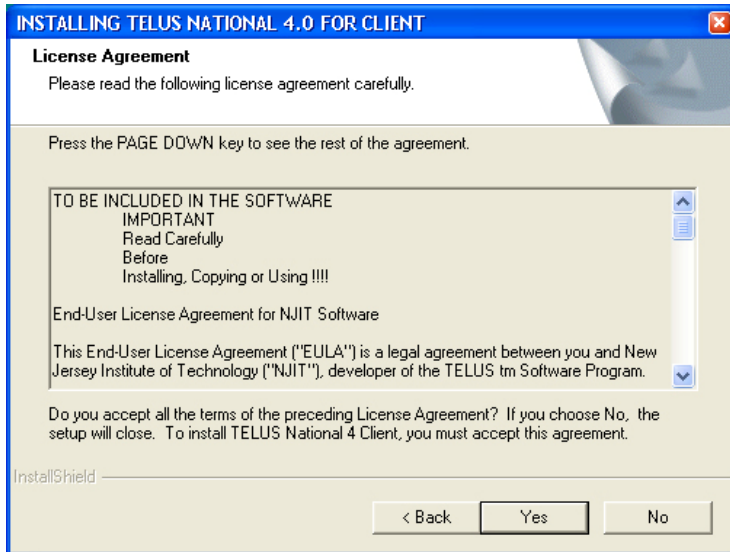 INSTALLING TELUS NATIONAL 4.0 FOR CLIENT
License Agreement
Please read the following license agreement carefully.
Press the PAGE DOWN key to see the rest of the agreement.
TO BE INCLUDED IN THE SOFTWARE
IMPORTANT
Read Carefully
Before
Installing, Copying or Using !!!!
End-User License Agreement for NJIT Software
This End-User License Agreement ("EULA") is a legal agreement between you and New
Jersey Institute of Technology ("NJIT"), developer of the TELUS tm Software Program.
Do you accept all the terms of the preceding License Agreement? If you choose No, the
setup will close. To install TELUS National 4 Client, you must accept this agreement.
InstallShield
< Back Yes No